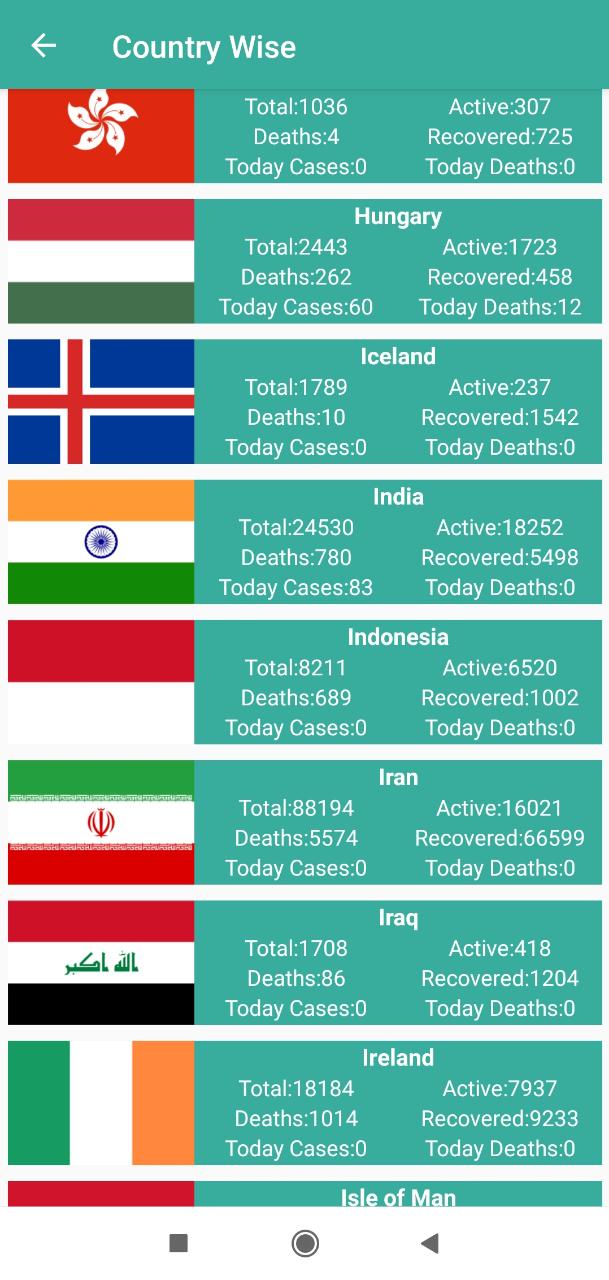 Country Wise
Total:1036 Active:307
Deaths:4 Recovered:725
Today Cases:0 Today Deaths:0
Hungary
Total:2443 Active:1723
Deaths:262 Recovered:458
Today Cases:60 Today Deaths:12
Iceland
Total:1789 Active:237
Deaths:10 Recovered:1542
Today Cases:0 Today Deaths:0
India
Total:24530 Active:18252
Deaths:780 Recovered:5498
Today Cases:83 Today Deaths:0
Indonesia
Total:8211 Active:6520
Deaths:689 Recovered:1002
Today Cases:0 Today Deaths:0
Iran
Total:88194 Active:16021
Deaths:5574 Recovered:66599
Today Cases:0 Today Deaths:0
Iraq
الله اكبر
Total:1708 Active:418
Deaths:86 Recovered:1204
Today Cases:0 Today Deaths:0
Ireland
Total:18184 Active:7937
Deaths:1014 Recovered:9233
Today Cases:0 Today Deaths:0
Isle of Man